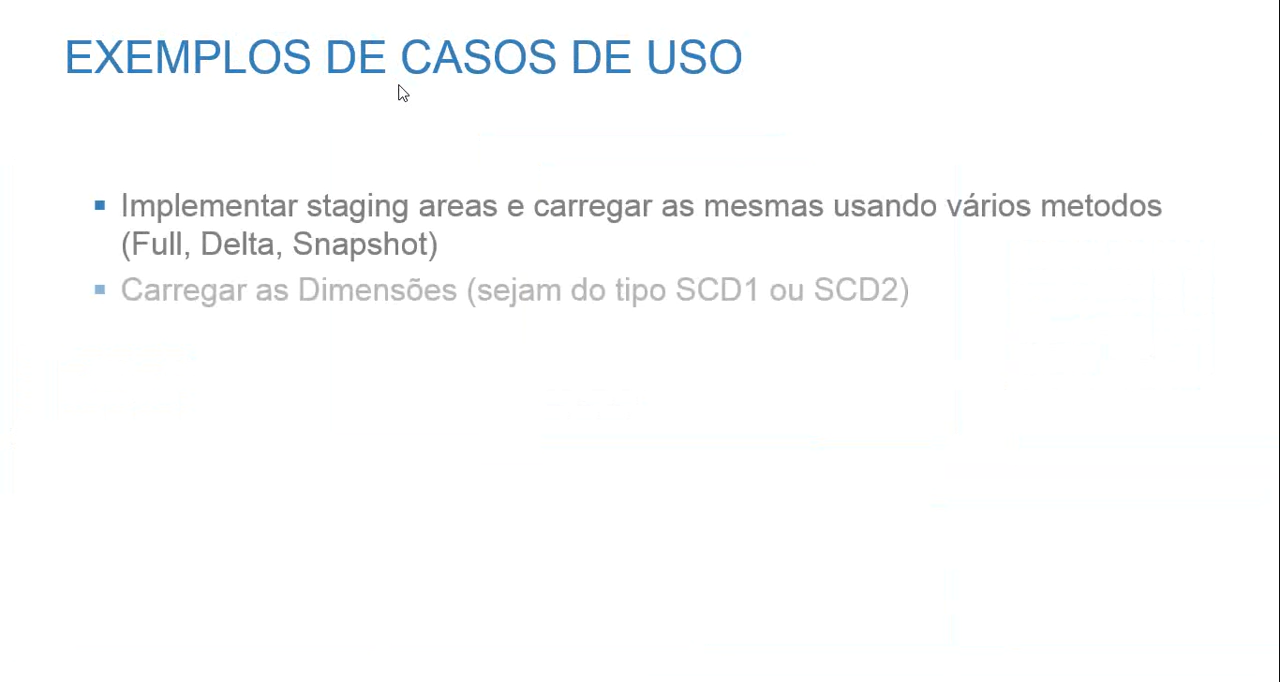 EXEMPLOS DE CASOS DE USO
▪ Implementar staging areas e carregar as mesmas usando vários metodos
(Full, Delta, Snapshot)
▪ Carregar as Dimensões (sejam do tipo SCD1 ou SCD2)